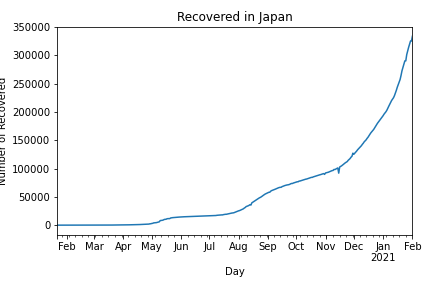 Recovered in Japan
350000
300000
250000
200000
150000
100000
50000
0
Number of Recovered
Feb Mar Apr May Jun Jul Aug Sep Oct Nov Dec Jan Feb
2021
Day